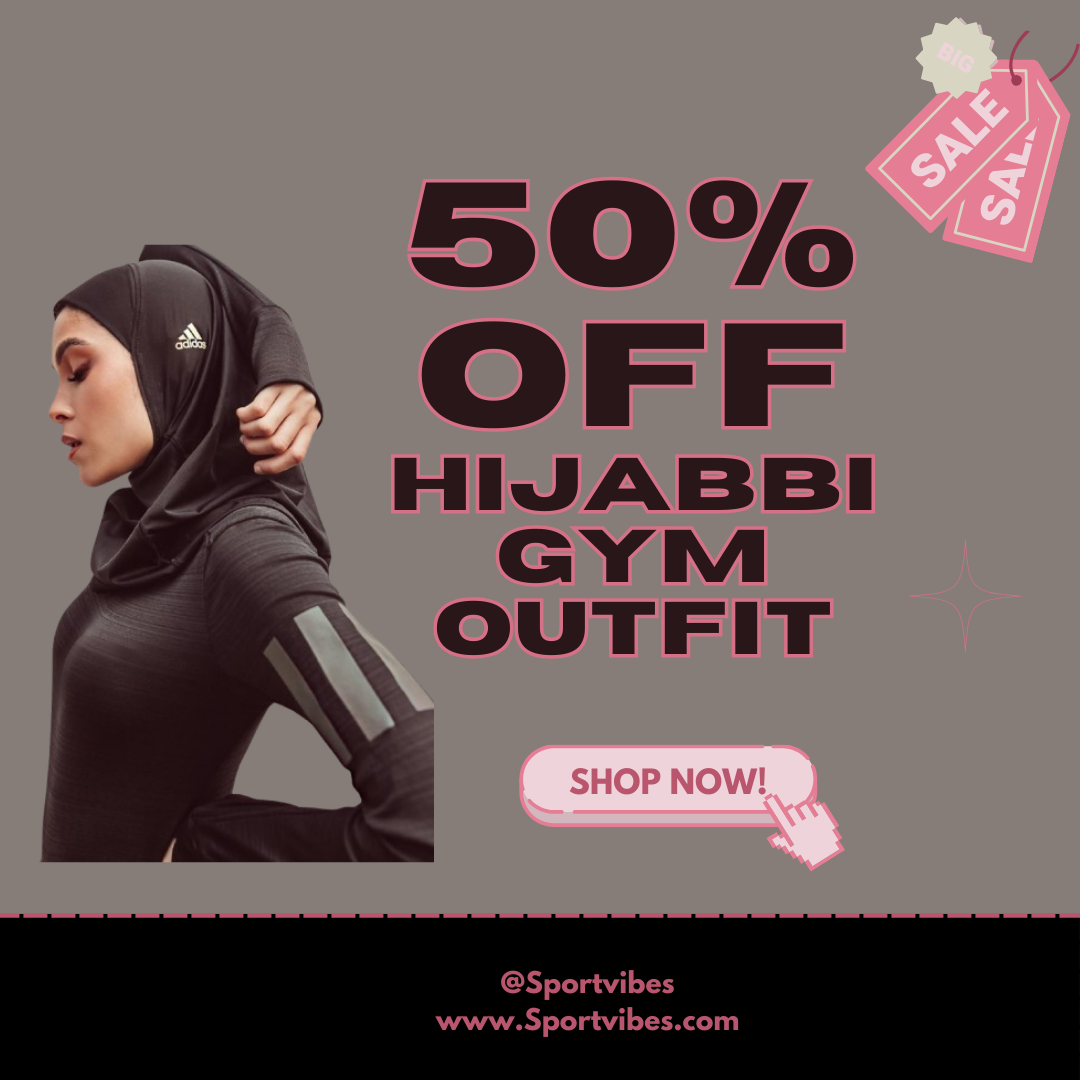 BIG
SALE
SALE
50%
OFF
adidas
HIJABBI
GYM
OUTFIT
SHOP NOW!
@Sportvibes
www.Sportvibes.com